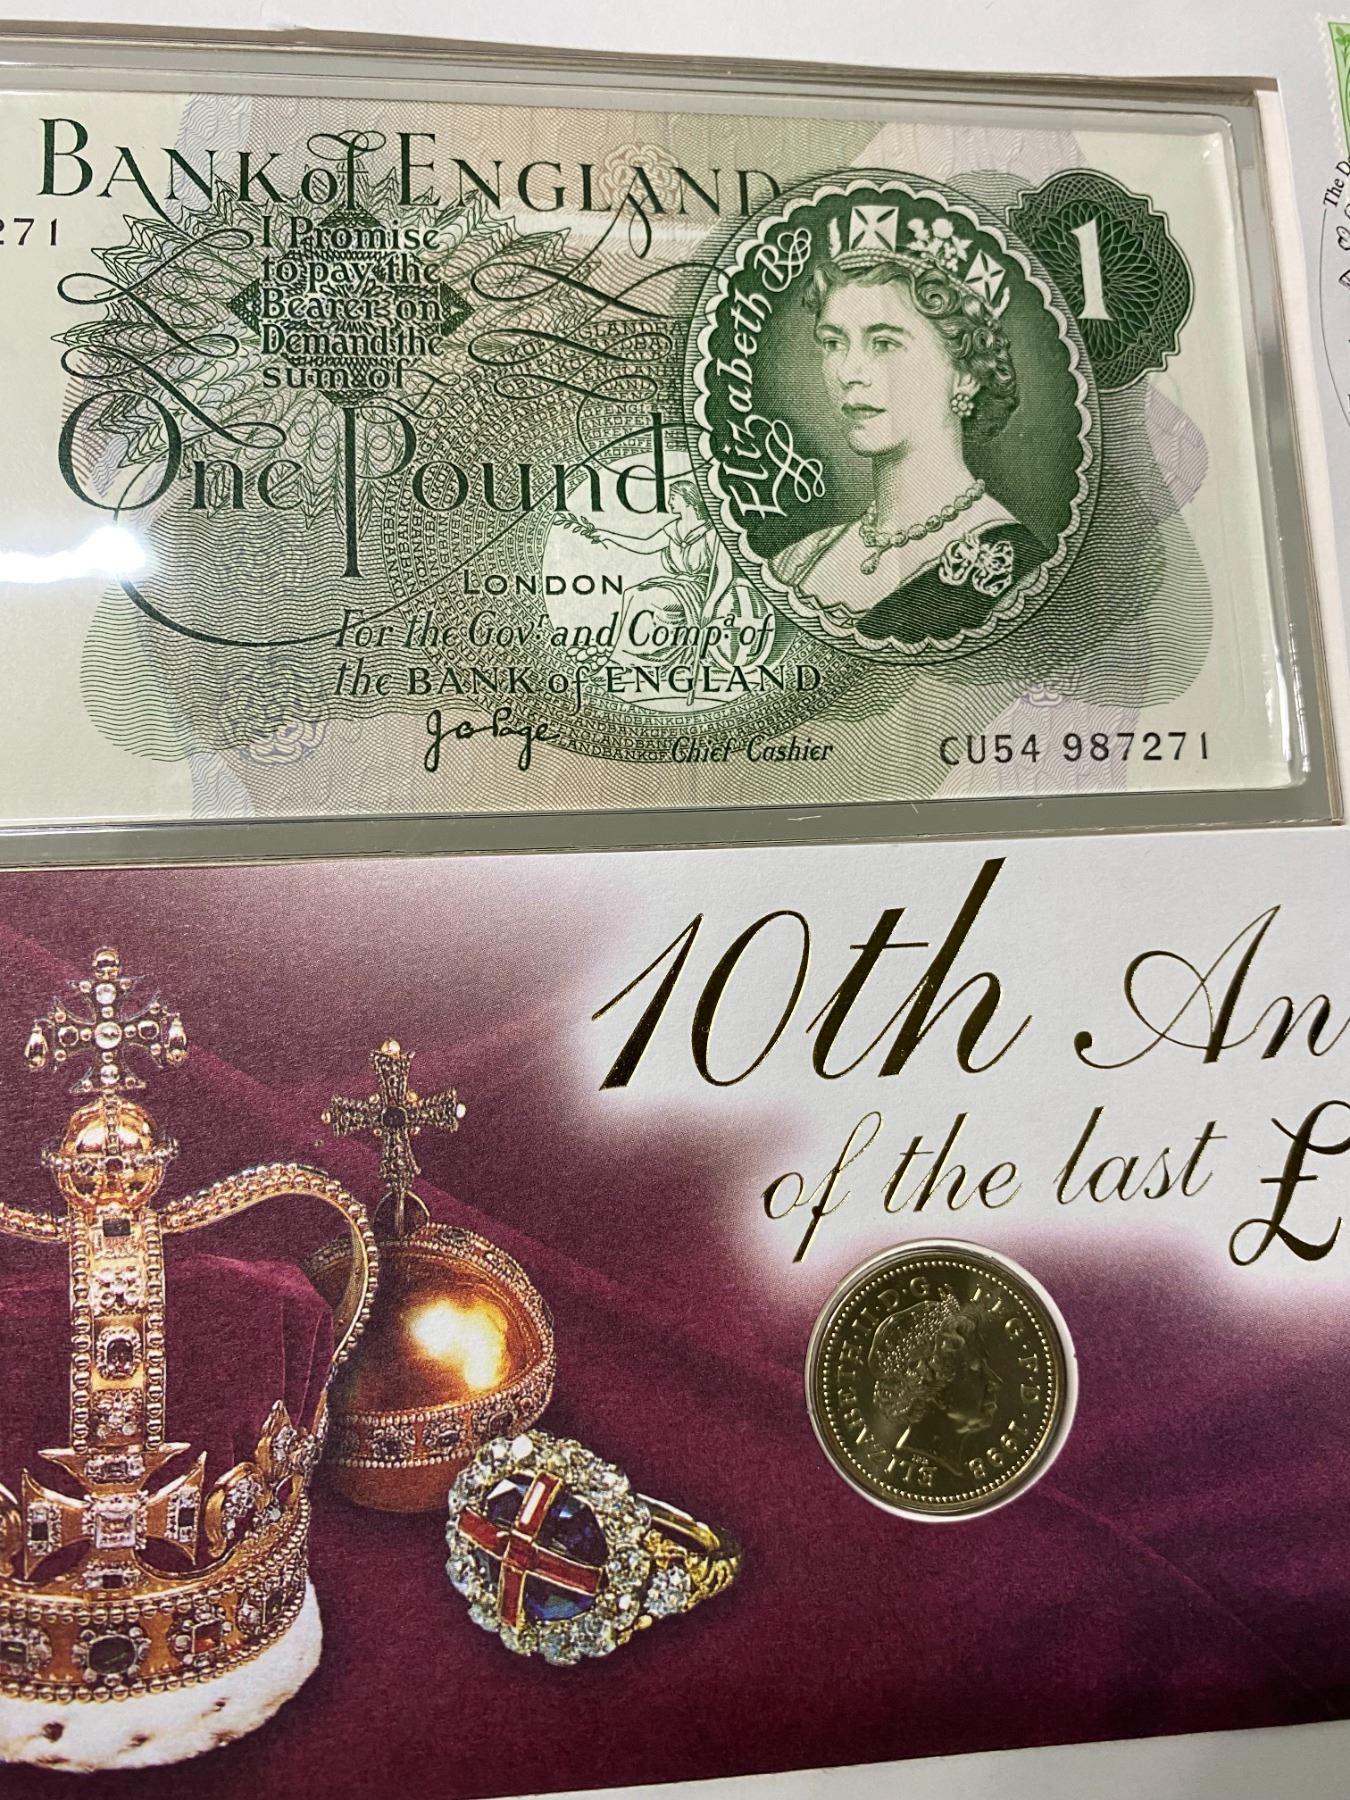 BANK of ENGLAND
271
I Promise
to pay the
Bearer on
Demand the
sum of
One Pound
Elizabeth R
1
LONDON
For the Govr. and Compa. of
the BANK of ENGLAND
Chief Cashier
CU54 987271
The D
10th An
of the last £
ELIZABETH·II·D·G REG·F·D·1998